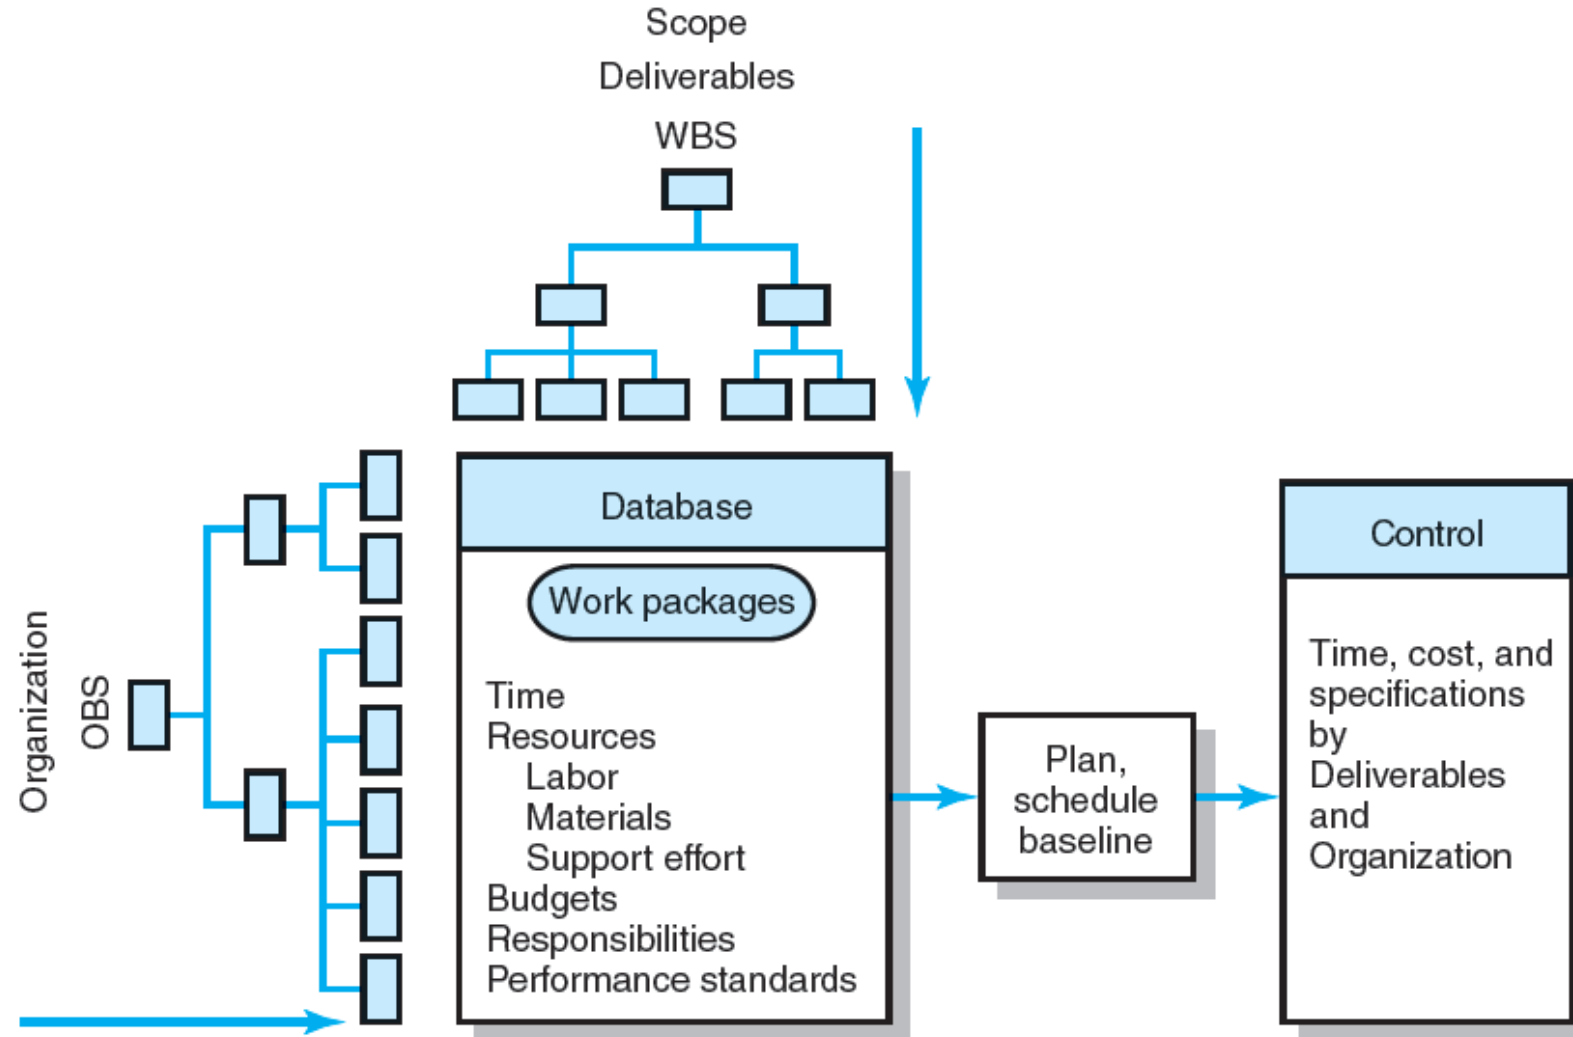 Scope
Deliverables
WBS
Organization
OBS
Database
Work packages
Time
Resources
Labor
Materials
Support effort
Budgets
Responsibilities
Performance standards
Plan,
schedule
baseline
Control
Time, cost, and
specifications
by
Deliverables
and
Organization